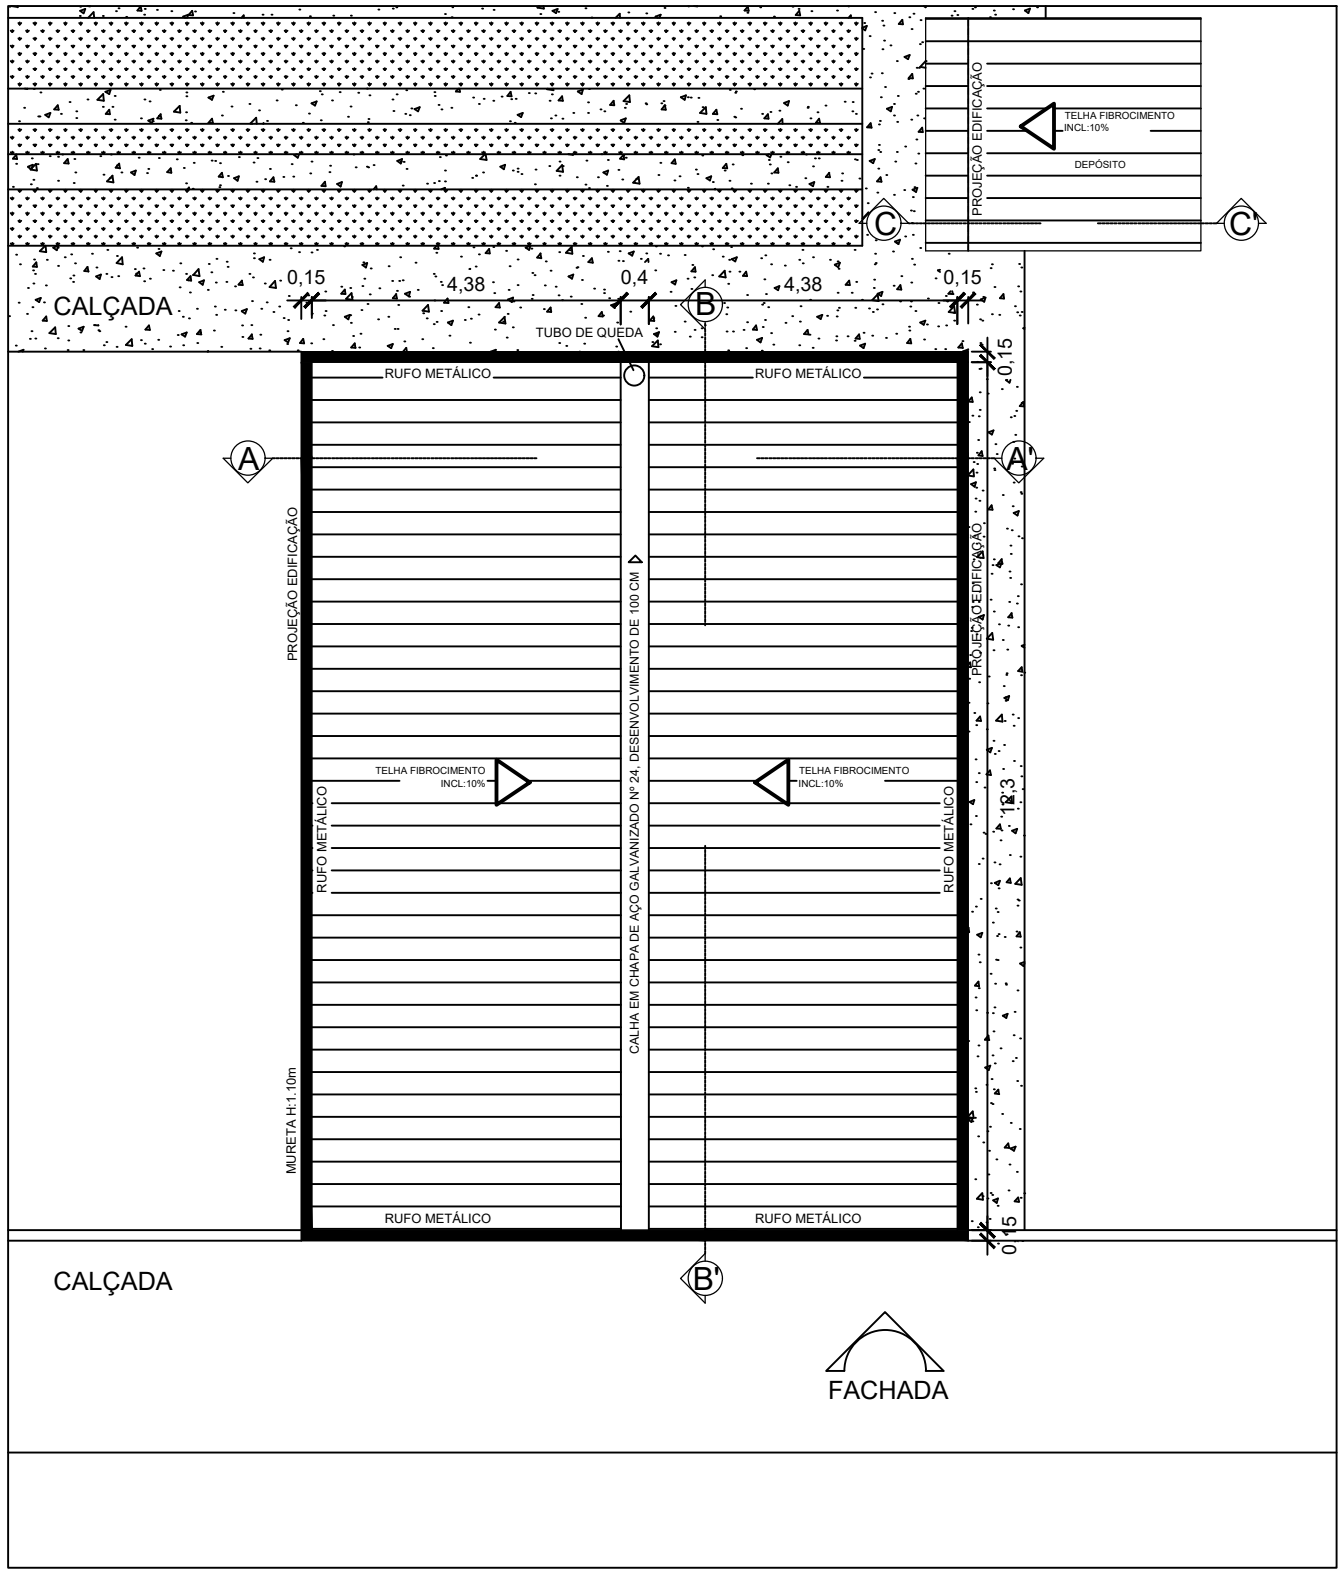 PROJEÇÃO EDIFICAÇÃO
TELHA FIBROCIMENTO
INCL:10%
DEPÓSITO
C
C'
0,15
4,38
0,4
4,38
0,15
CALÇADA
B
TUBO DE QUEDA
0,15
RUFO METÁLICO
RUFO METÁLICO
A
A'
PROJEÇÃO EDIFICAÇÃO
PROJEÇÃO EDIFICAÇÃO
CALHA EM CHAPA DE AÇO GALVANIZADO Nº 24, DESENVOLVIMENTO DE 100 CM
TELHA FIBROCIMENTO
INCL:10%
TELHA FIBROCIMENTO
INCL:10%
RUFO METÁLICO
RUFO METÁLICO
12,3
MURETA H:1.10m
RUFO METÁLICO
RUFO METÁLICO
0,15
CALÇADA
B'
FACHADA